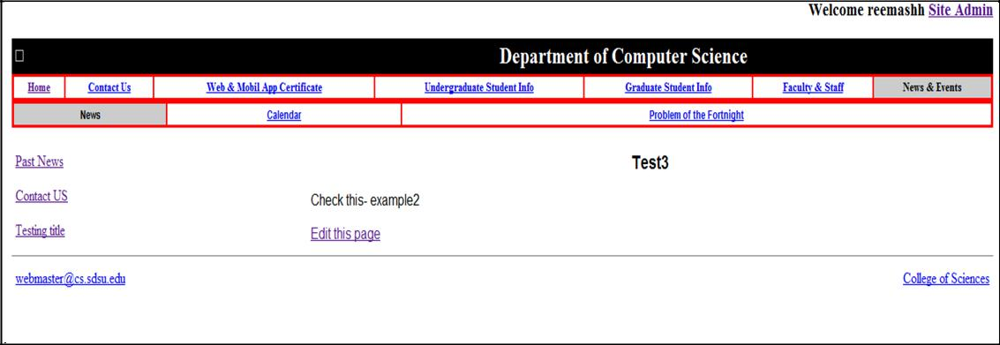 Welcome reemashh Site Admin
Department of Computer Science
Home Contact Us Web & Mobil App Certificate Undergraduate Student Info Graduate Student Info Faculty & Staff News & Events
News Calendar Problem of the Fortnight
Past News
Contact US
Testing title
Test3
Check this- example2
Edit this page
webmaster@cs.sdsu.edu College of Sciences